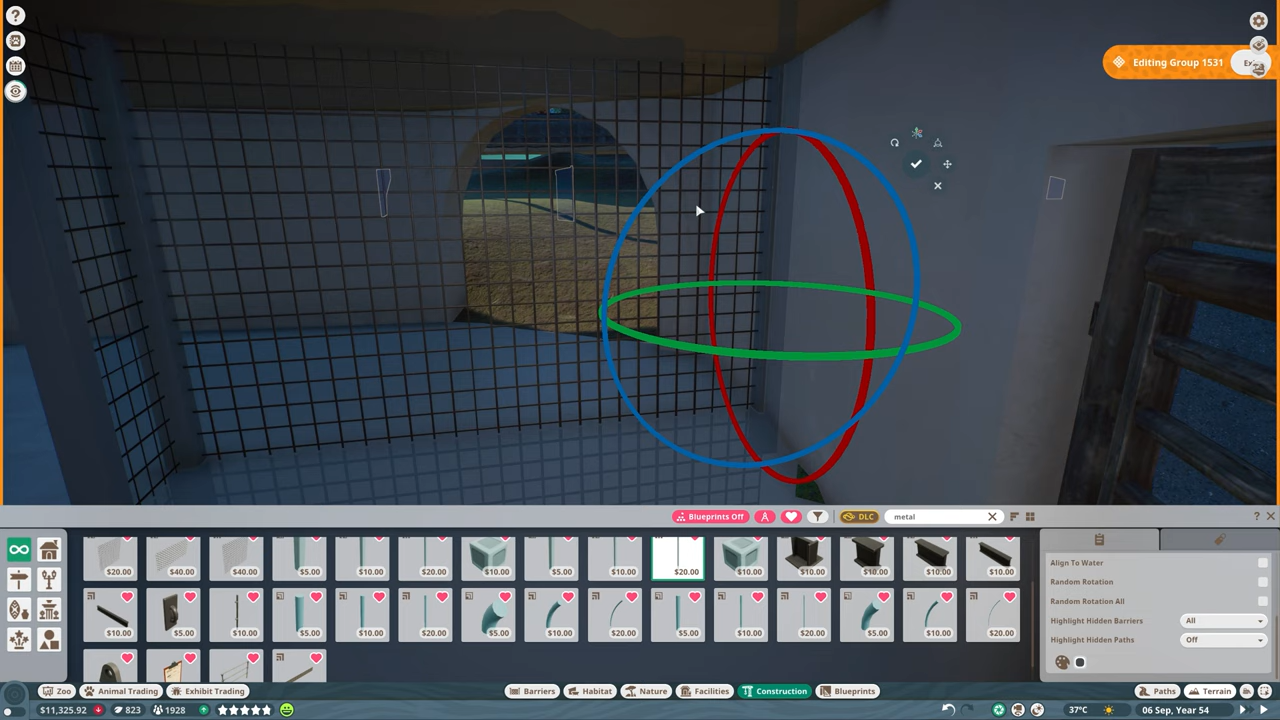 ?
Editing Group 1531
Ex
Blueprints Off
DLC
metal
?
$20.00
$40.00
$40.00
$5.00
$10.00
$20.00
$10.00
$5.00
$10.00
$20.00
$10.00
$10.00
$10.00
$10.00
$10.00
$10.00
$5.00
$10.00
$5.00
$10.00
$20.00
$5.00
$10.00
$20.00
$5.00
$10.00
$20.00
$5.00
$10.00
$20.00
Align To Water
Random Rotation
Random Rotation All
Highlight Hidden Barriers
All
Highlight Hidden Paths
Off
Zoo
Animal Trading
Exhibit Trading
Barriers
Habitat
Nature
Facilities
Construction
Blueprints
Paths
Terrain
$11,325.92
823
1928
37°C
06 Sep, Year 54